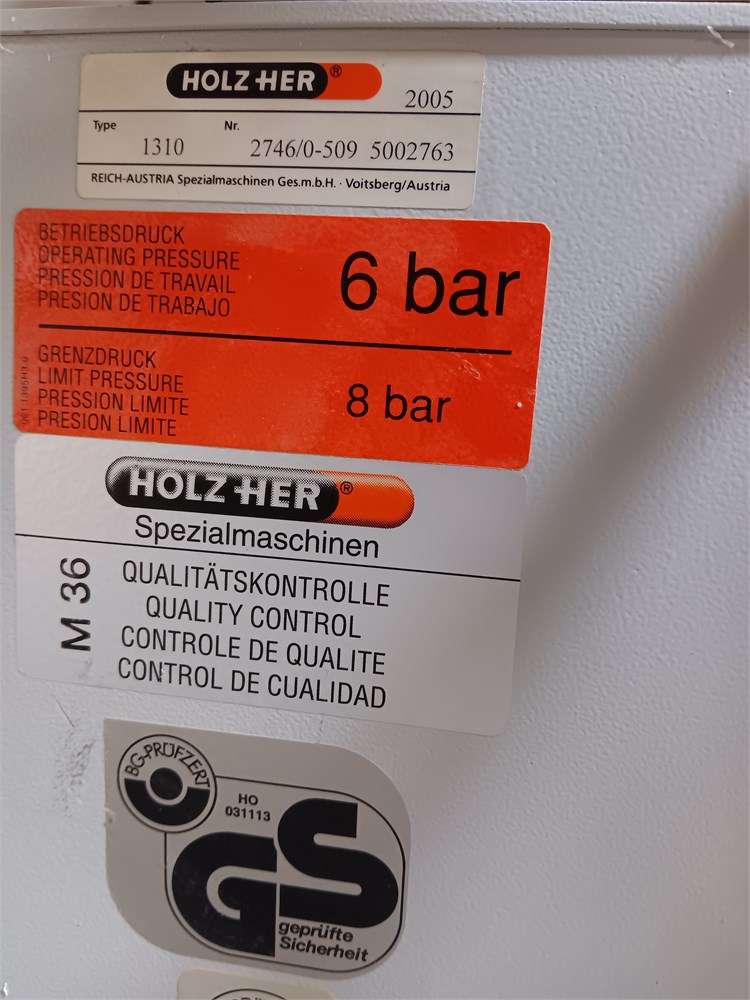 HOLZ HER®
2005
Type Nr.
1310 2746/0-509 5002763
REICH-AUSTRIA Spezialmaschinen Ges.m.b.H. · Voitsberg/Austria
BETRIEBSDRUCK
OPERATING PRESSURE
PRESSION DE TRAVAIL
PRESION DE TRABAJO
6 bar
GRENZDRUCK
LIMIT PRESSURE
PRESSION LIMITE
PRESION LIMITE
8 bar
HOLZ HER®
Spezialmaschinen
M 36
QUALITÄTSKONTROLLE
QUALITY CONTROL
CONTROLE DE QUALITE
CONTROL DE CUALIDAD
BG-PRÜFZERT
HO
031113
GS
geprüfte
Sicherheit